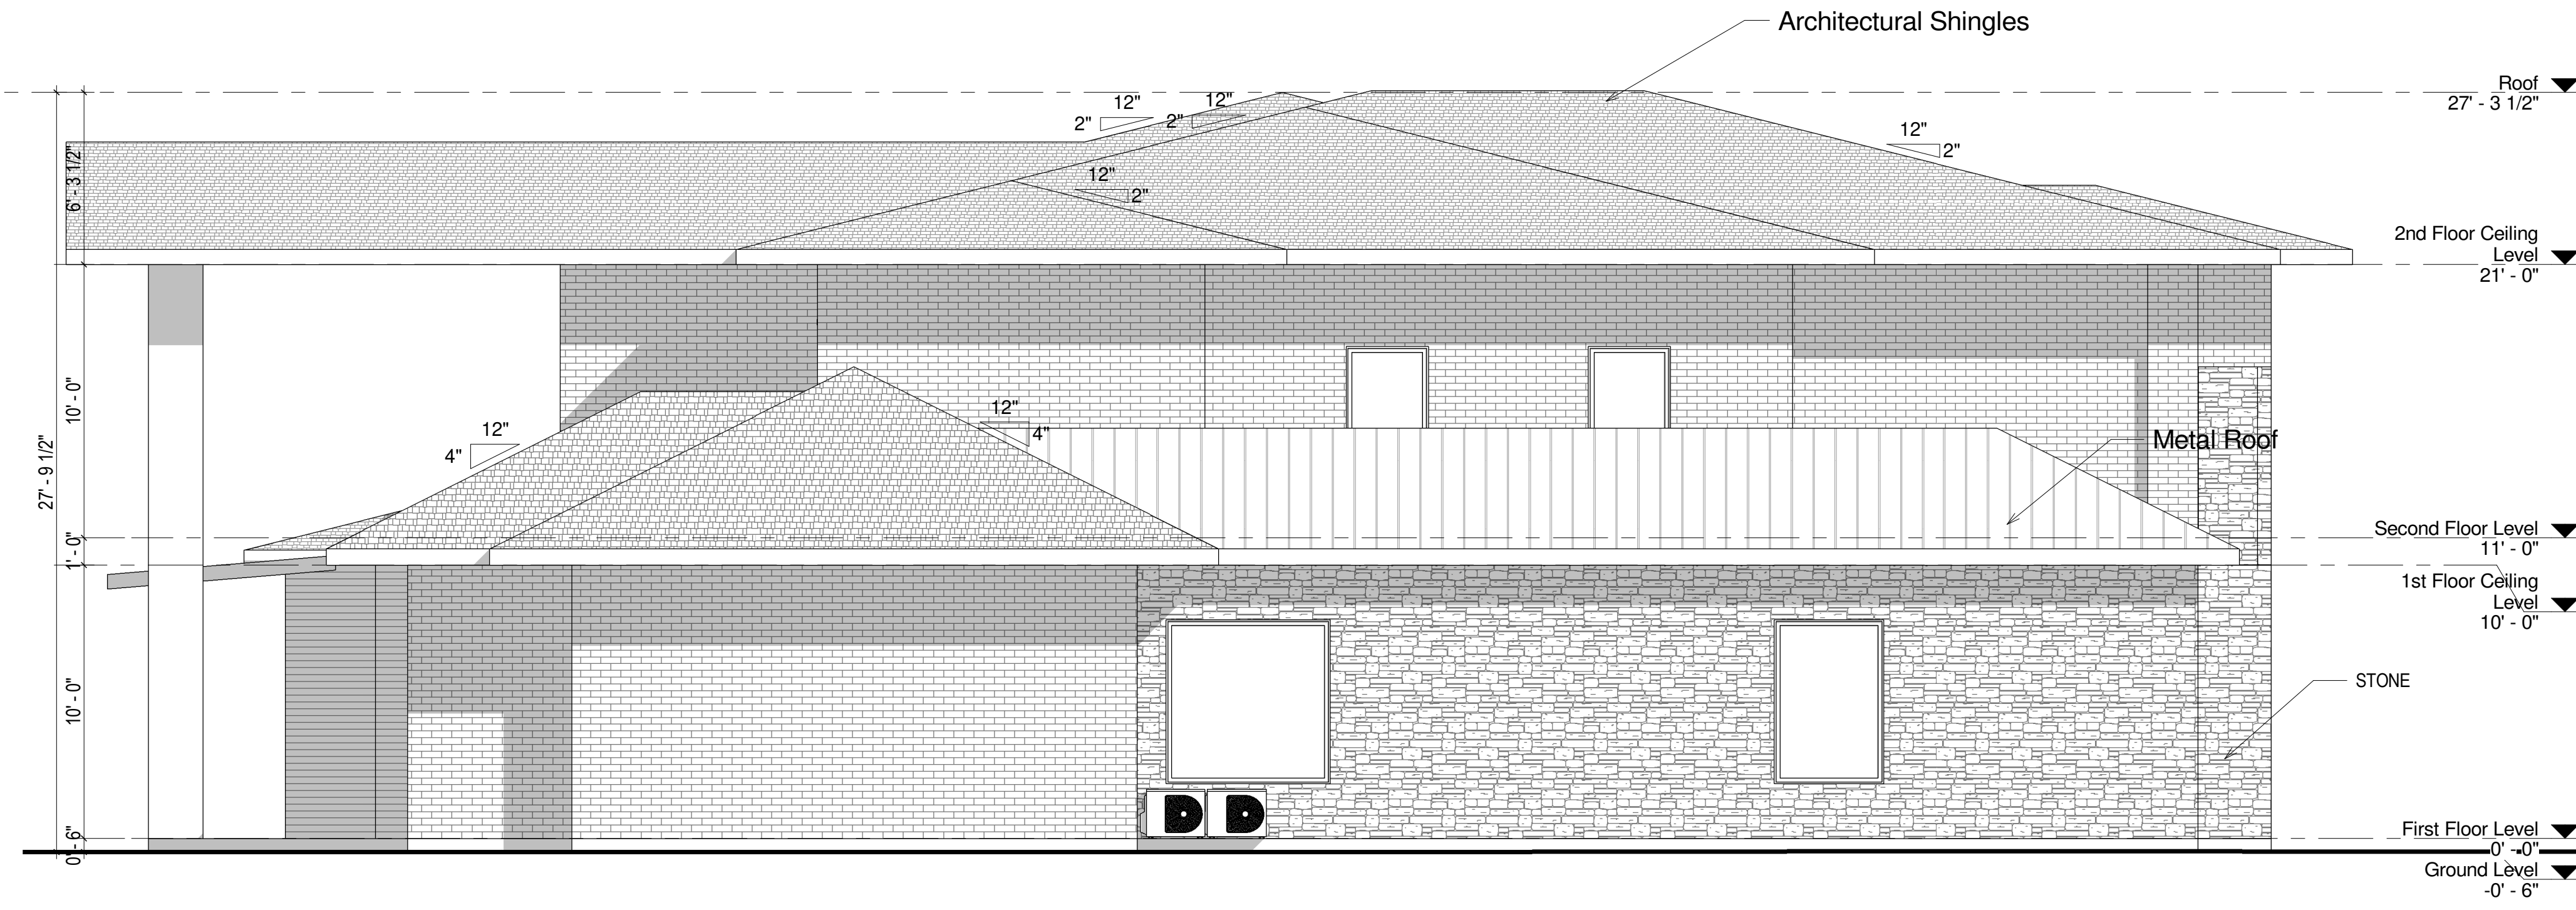 Architectural Shingles
Roof
27' - 3 1/2"
12"
2"
12"
2"
12"
2"
12"
2"
6' - 3 1/2"
2nd Floor Ceiling
Level
21' - 0"
10' - 0"
27' - 9 1/2"
12"
4"
12"
4"
Metal Roof
Second Floor Level
11' - 0"
1' - 0"
1st Floor Ceiling
Level
10' - 0"
10' - 0"
STONE
First Floor Level
0' - 0"
0' - 6"
Ground Level
-0' - 6"